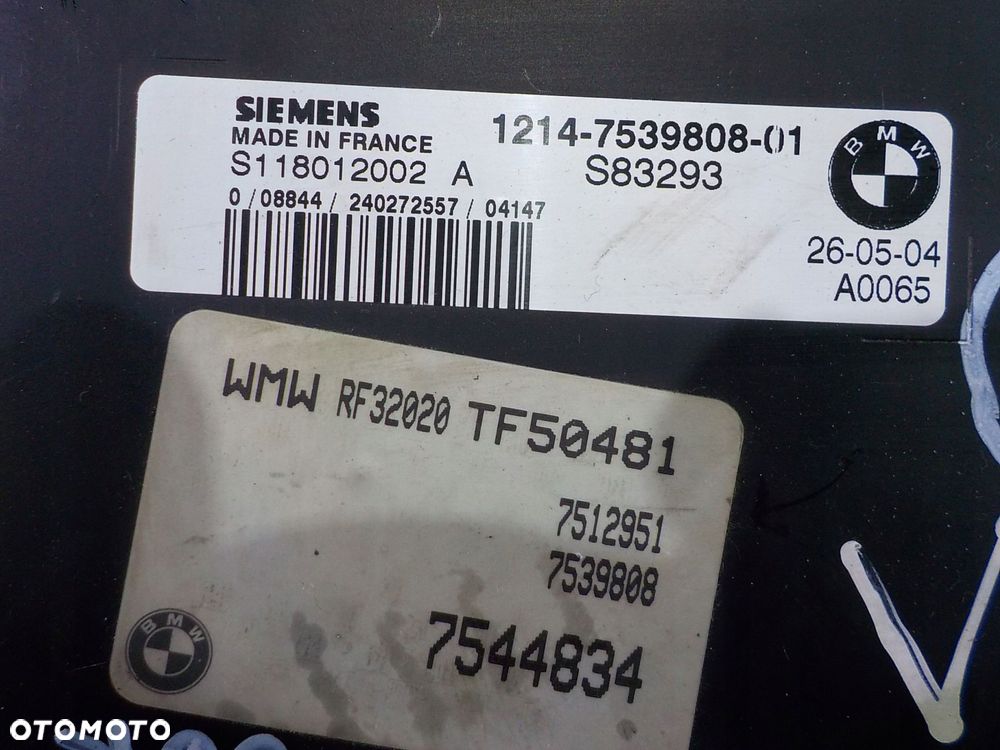 SIEMENS
MADE IN FRANCE
S118012002 A
0 / 08844 / 240272557 / 04147
1214-7539808-01
S83293
BMW
26-05-04
A0065
WMW RF32020 TF50481
7512951
7539808
7544834
BMW
OTOMOTO